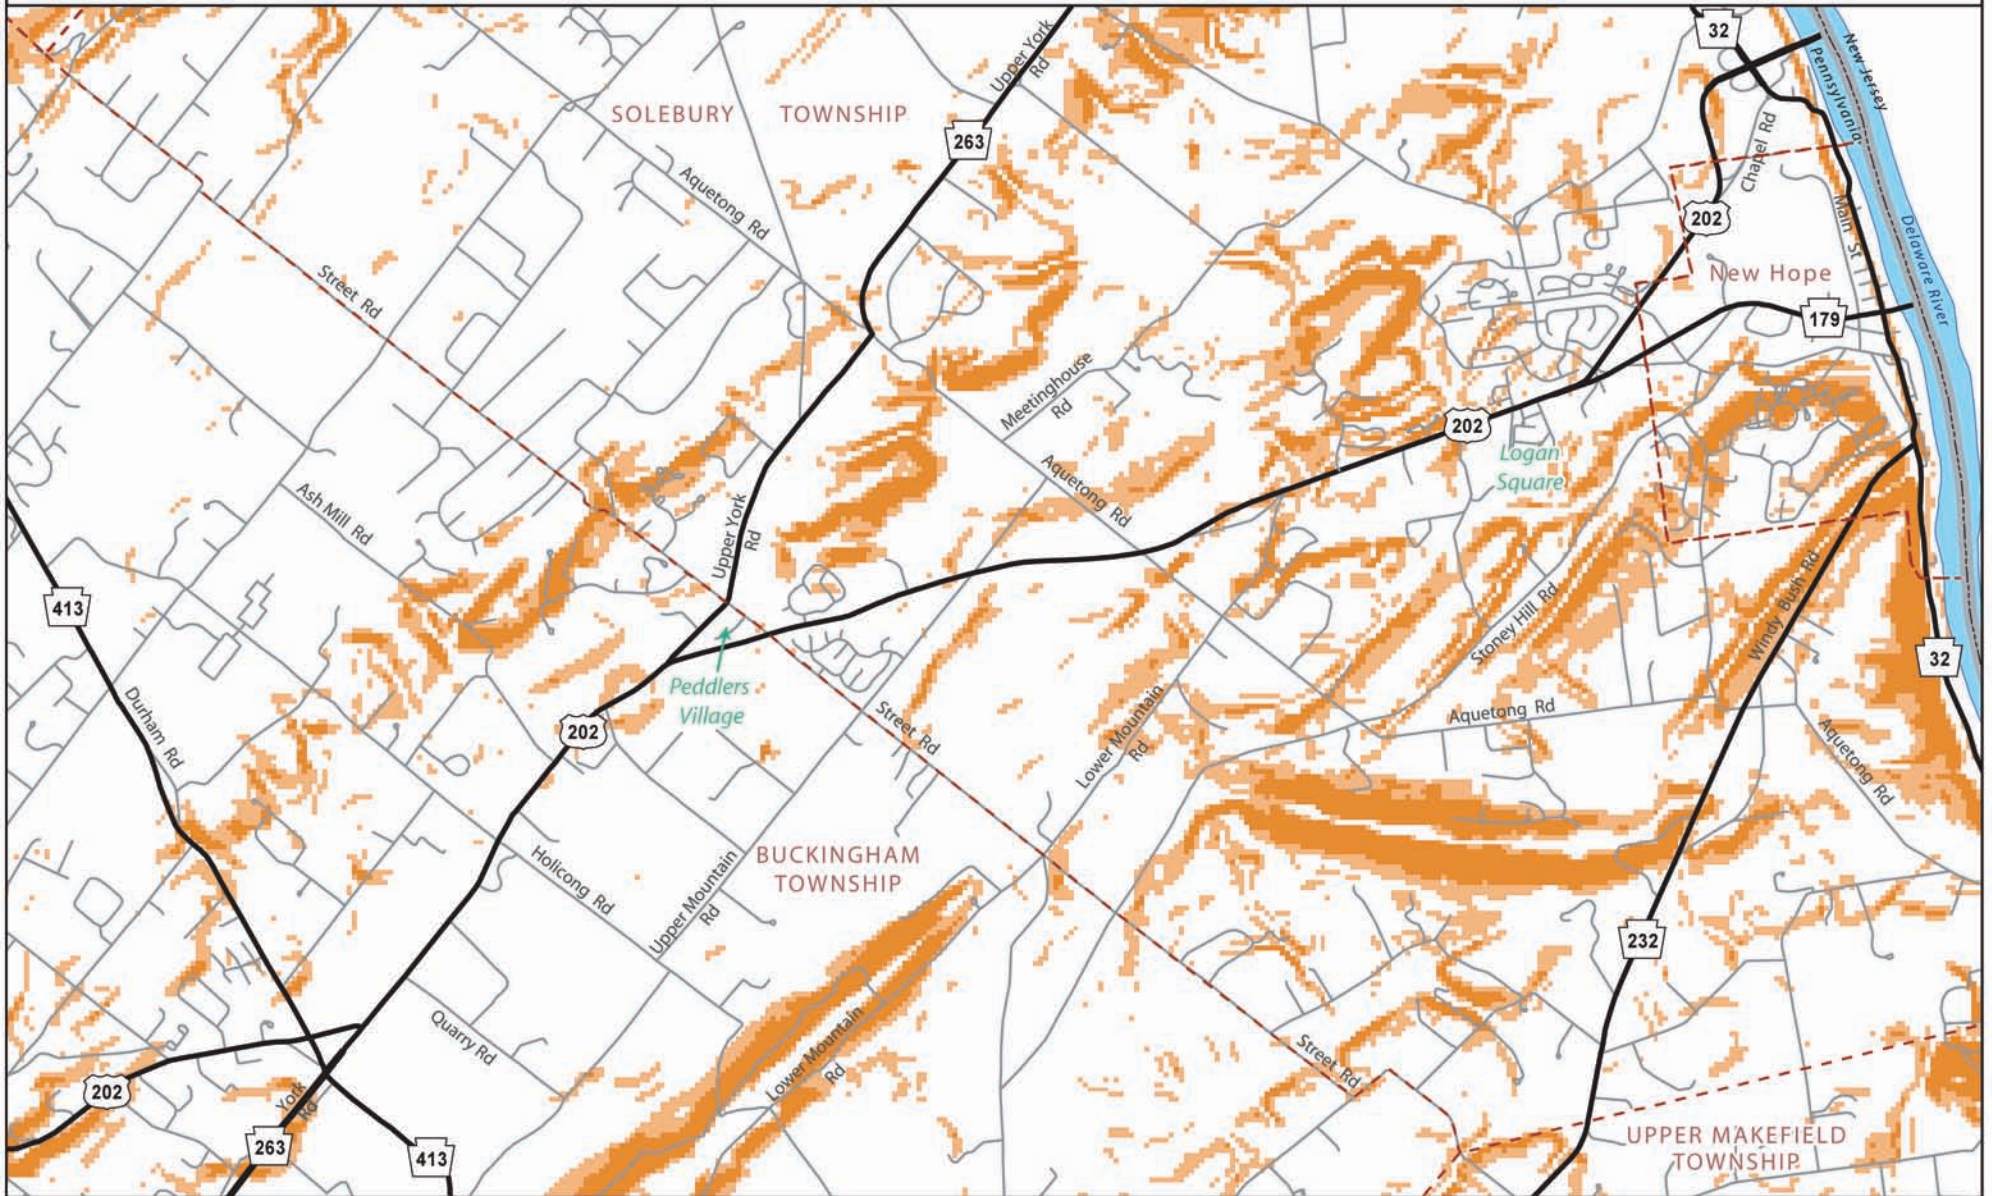 32
Upper York
Rd
New Jersey
Pennsylvania
SOLEBURY TOWNSHIP
263
Chapel Rd
Aquetong Rd
202
Main St
Delaware River
Street Rd
New Hope
179
Meetinghouse
Rd
202
Logan
Square
Aquetong Rd
Ash Mill Rd
Upper York
Rd
413
Windy Bush Rd
Stoney Hill Rd
32
Peddlers
Village
Durham Rd
202
Street Rd
Lower Mountain
Rd
Aquetong Rd
Aquetong Rd
BUCKINGHAM
TOWNSHIP
Holicong Rd
Upper Mountain
Rd
232
Quarry Rd
Lower Mountain
Rd
Street Rd
202
York
Rd
263
413
UPPER MAKEFIELD
TOWNSHIP